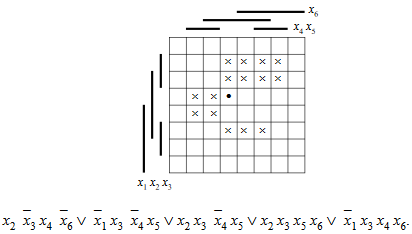 x₆
x₄ x₅
x₁ x₂ x₃
x₂ x̄₃ x₄ x̄₆ ∨ x̄₁ x₃ x̄₄ x₅ ∨ x₂ x₃ x̄₄ x₅ ∨ x₂ x₃ x₅ x₆ ∨ x̄₁ x₃ x₄ x₆.